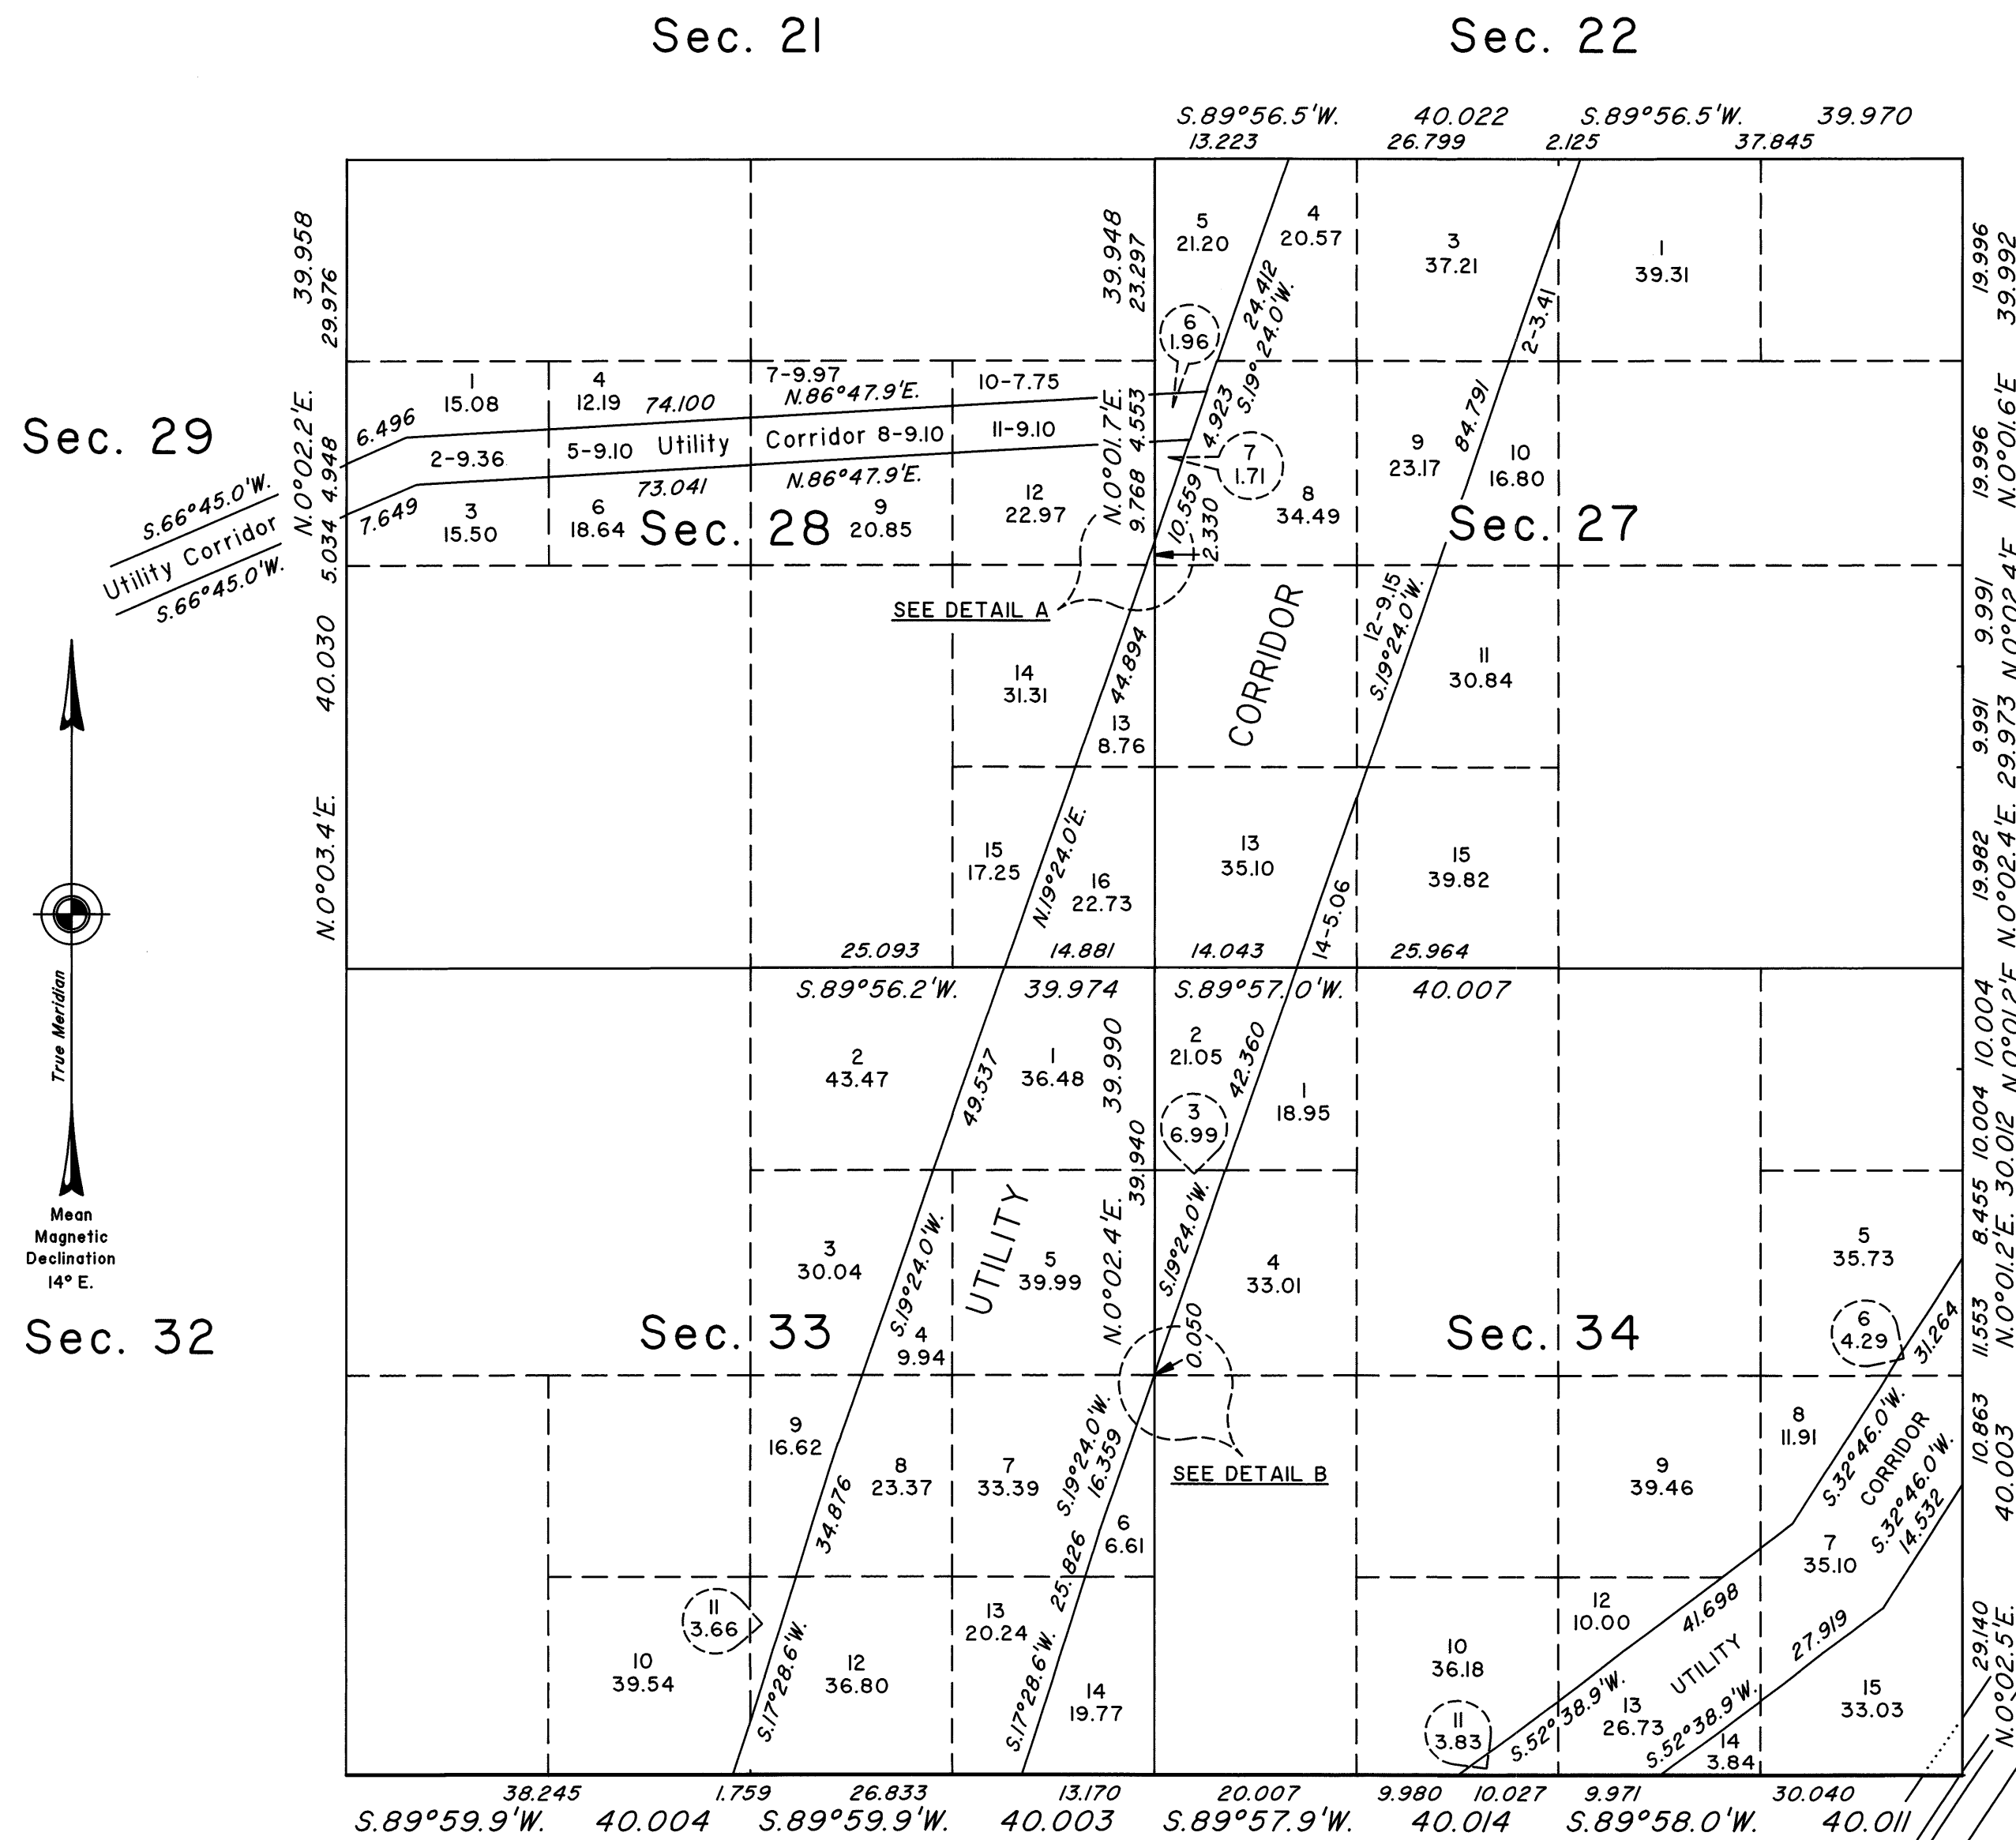 Sec. 21
Sec. 22
S.89°56.5'W. 40.022 S.89°56.5'W. 39.970
13.223 26.799 2.125 37.845
39.958
29.976
N.0°02.2'E.
4.948
5.034
40.030
N.0°03.4'E.
Sec. 29
S.66°45.0'W.
Utility Corridor
S.66°45.0'W.
6.496
7.649
1
15.08
4
12.19
74.100
7-9.97
N.86°47.9'E.
10-7.75
2-9.36
5-9.10
Utility Corridor 8-9.10
11-9.10
73.041
N.86°47.9'E.
3
15.50
6
18.64
Sec. 28
9
20.85
12
22.97
39.948
23.297
N.0°01.7'E.
4.553
9.768
5
21.20
4
20.57
3
37.21
1
39.31
2-3.41
24.412
S.19°24.0'W.
6
1.96
4.923
7
1.71
10.559
2.330
8
34.49
9
23.17
84.791
10
16.80
Sec. 27
SEE DETAIL A
CORRIDOR
12-9.15
S.19°24.0'W.
11
30.84
14
31.31
44.894
13
8.76
15
17.25
N.19°24.0'E.
16
22.73
13
35.10
14-5.06
15
39.82
25.093 14.881 14.043 25.964
S.89°56.2'W. 39.974 S.89°57.0'W. 40.007
19.996
39.992
19.996
N.0°01.6'E
9.991
N.0°02.4'E
9.991
29.973
19.982
N.0°02.4'E.
10.004
N.0°01.2'E
10.004
30.012
8.455
N.0°01.2'E.
11.553
10.863
40.003
29.140
N.0°02.5'E.
True Meridian
Mean
Magnetic
Declination
14° E.
Sec. 32
2
43.47
49.537
1
36.48
39.990
39.940
N.0°02.4'E.
2
21.05
42.360
1
18.95
3
6.99
S.19°24.0'W.
3
30.04
S.19°24.0'W.
4
9.94
UTILITY
5
39.99
4
33.01
0.050
5
35.73
6
4.29
31.264
Sec. 33
Sec. 34
9
16.62
8
23.37
34.876
7
33.39
S.19°24.0'W.
16.359
6
6.61
SEE DETAIL B
9
39.46
8
11.91
S.32°46.0'W.
CORRIDOR
S.32°46.0'W.
14.532
7
35.10
11
3.66
10
39.54
S.17°28.6'W.
12
36.80
13
20.24
25.826
S.17°28.6'W.
14
19.77
10
36.18
11
3.83
12
10.00
41.698
S.52°38.9'W.
UTILITY
27.919
S.52°38.9'W.
13
26.73
14
3.84
15
33.03
38.245 1.759 26.833 13.170 20.007 9.980 10.027 9.971 30.040
S.89°59.9'W. 40.004 S.89°59.9'W. 40.003 S.89°57.9'W. 40.014 S.89°58.0'W. 40.011